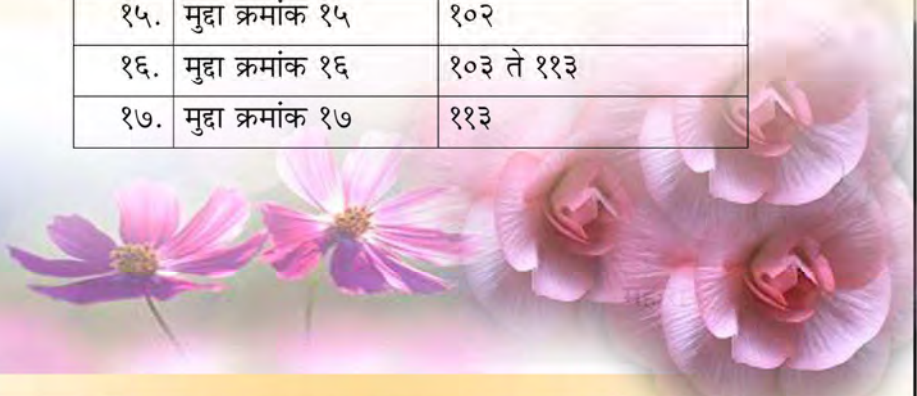 १५. मुद्दा क्रमांक १५ १०२
१६. मुद्दा क्रमांक १६ १०३ ते ११३
१७. मुद्दा क्रमांक १७ ११३